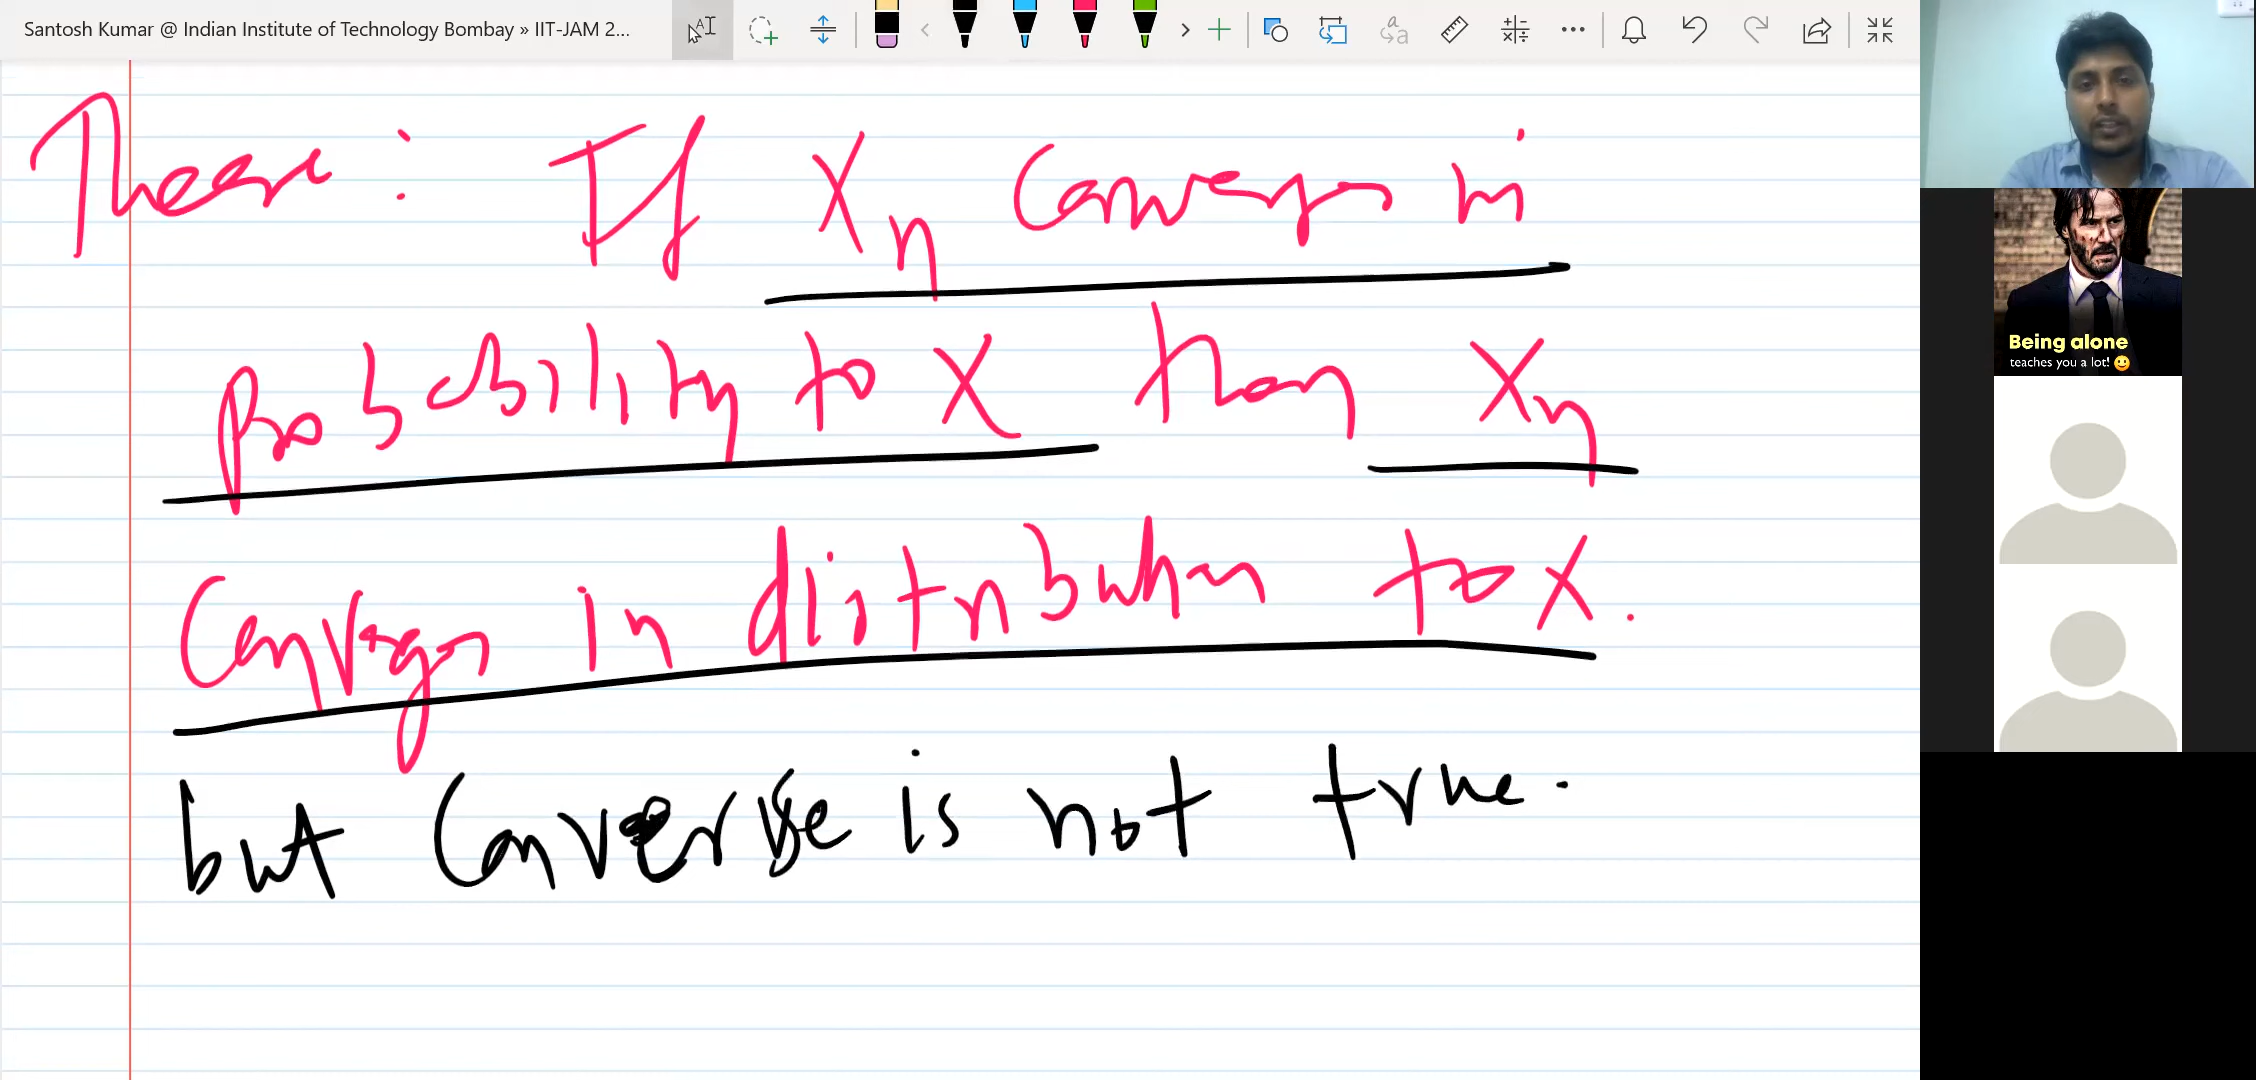 Santosh Kumar @ Indian Institute of Technology Bombay » IIT-JAM 2...
Theore : If Xn Converges in
Probability to X then Xn
Converges in distribution to X.
but Converse is not true.
Being alone
teaches you a lot! 😀